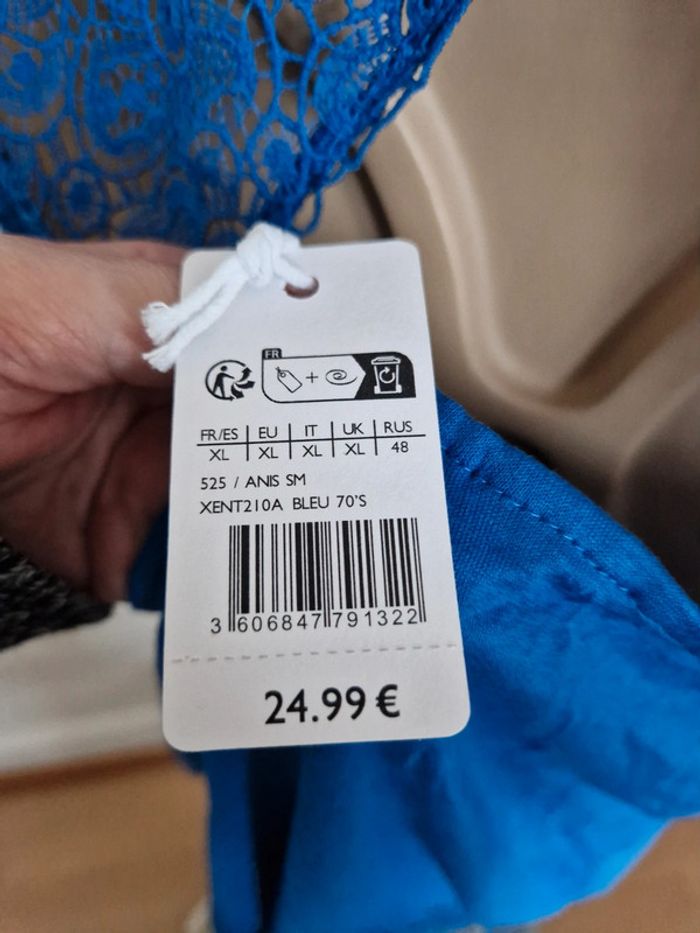 FR
FR/ES EU IT UK RUS
XL XL XL XL 48
525 / ANIS SM
XENT210A BLEU 70'S
3 606847 791322
24.99 €